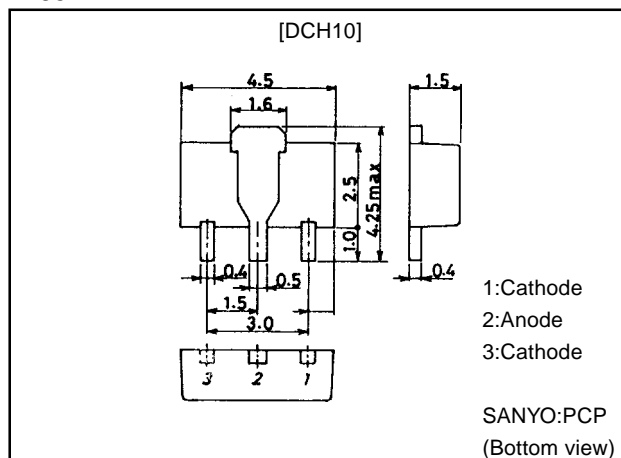 [DCH10]
4.5
1.5
1.6
2.5
4.25max
1.0
0.4
0.5
0.4
1.5
3.0
1:Cathode
2:Anode
3:Cathode
3 2 1
SANYO:PCP
(Bottom view)